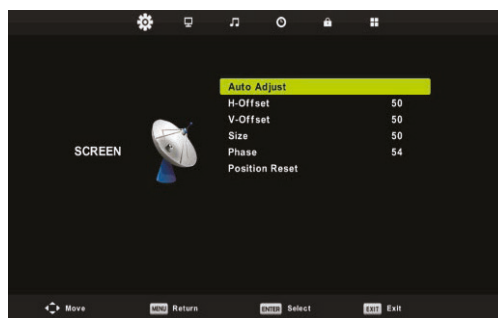 Auto Adjust
H-Offset 50
V-Offset 50
Size 50
SCREEN
Phase 54
Position Reset
Move MENU Return ENTER Select EXIT Exit